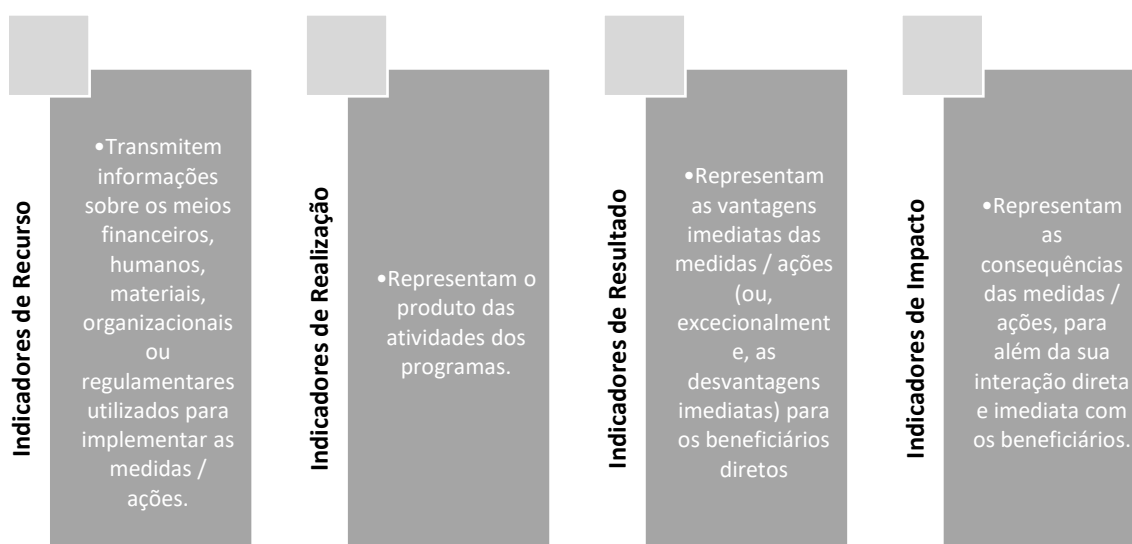 Indicadores de Recurso
•Transmitem
informações
sobre os meios
financeiros,
humanos,
materiais,
organizacionais
ou
regulamentares
utilizados para
implementar as
medidas /
ações.
Indicadores de Realização
•Representam o
produto das
atividades dos
programas.
Indicadores de Resultado
•Representam
as vantagens
imediatas das
medidas / ações
(ou,
excecionalment
e, as
desvantagens
imediatas) para
os beneficiários
diretos
Indicadores de Impacto
•Representam
as
consequências
das medidas /
ações, para
além da sua
interação direta
e imediata com
os beneficiários.